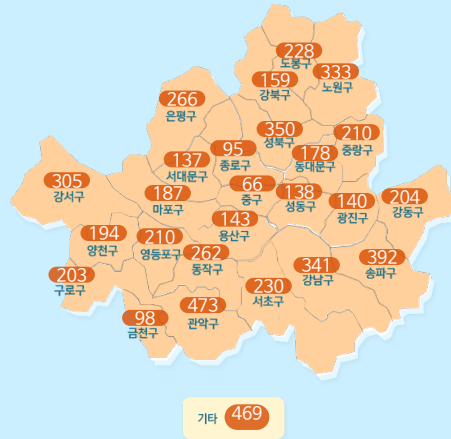 228
도봉구
333
노원구
159
강북구
266
은평구
350
성북구
210
중랑구
95
종로구
178
동대문구
137
서대문구
305
강서구
187
마포구
66
중구
138
성동구
140
광진구
204
강동구
143
용산구
194
양천구
210
영등포구
262
동작구
392
송파구
341
강남구
203
구로구
230
서초구
473
관악구
98
금천구
기타 469